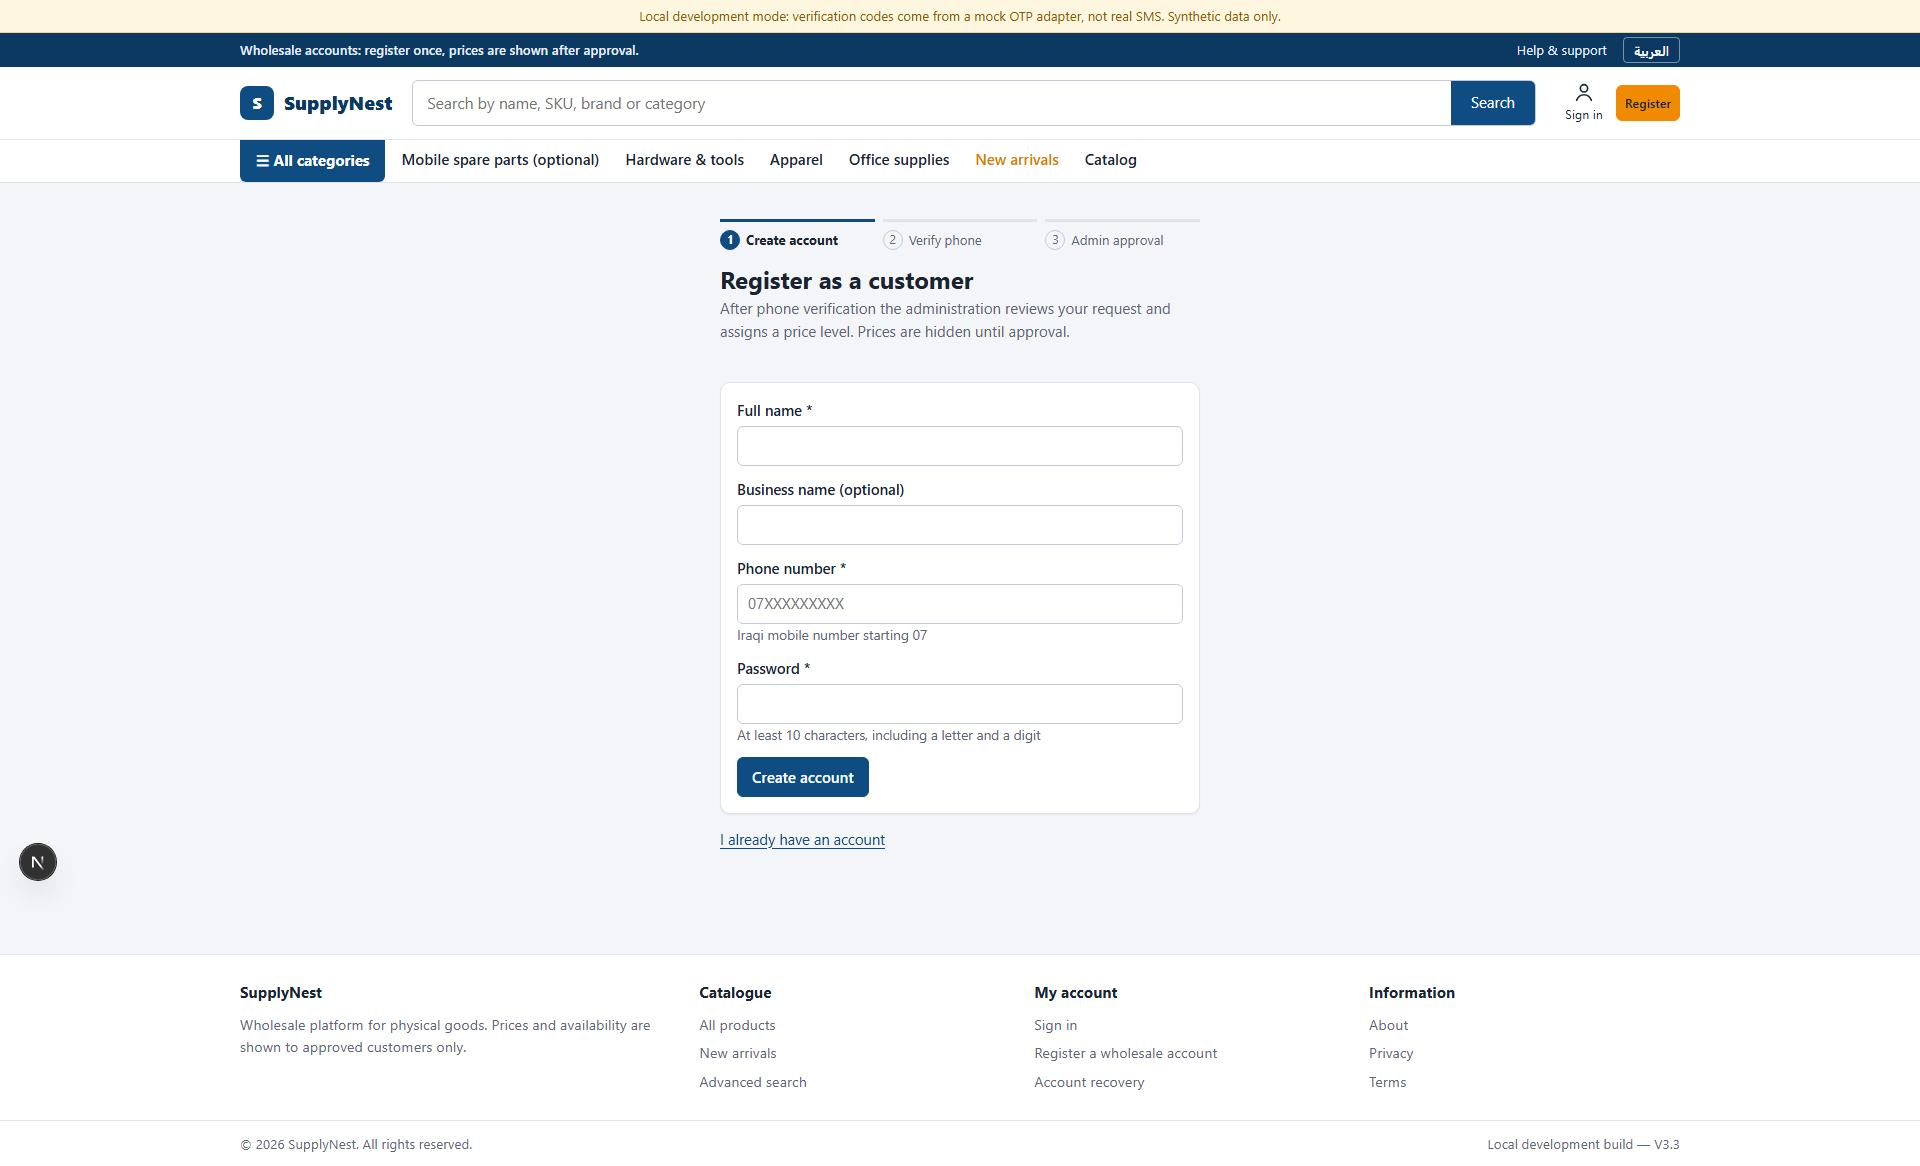 Local development mode: verification codes come from a mock OTP adapter, not real SMS. Synthetic data only.
Wholesale accounts: register once, prices are shown after approval.
Help & support
العربية
S
SupplyNest
Search by name, SKU, brand or category
Search
Sign in
Register
☰ All categories
Mobile spare parts (optional)
Hardware & tools
Apparel
Office supplies
New arrivals
Catalog
1 Create account
2 Verify phone
3 Admin approval
Register as a customer
After phone verification the administration reviews your request and
assigns a price level. Prices are hidden until approval.
Full name *
Business name (optional)
Phone number *
07XXXXXXXXX
Iraqi mobile number starting 07
Password *
At least 10 characters, including a letter and a digit
Create account
I already have an account
N
SupplyNest
Wholesale platform for physical goods. Prices and availability are
shown to approved customers only.
Catalogue
All products
New arrivals
Advanced search
My account
Sign in
Register a wholesale account
Account recovery
Information
About
Privacy
Terms
© 2026 SupplyNest. All rights reserved.
Local development build — V3.3